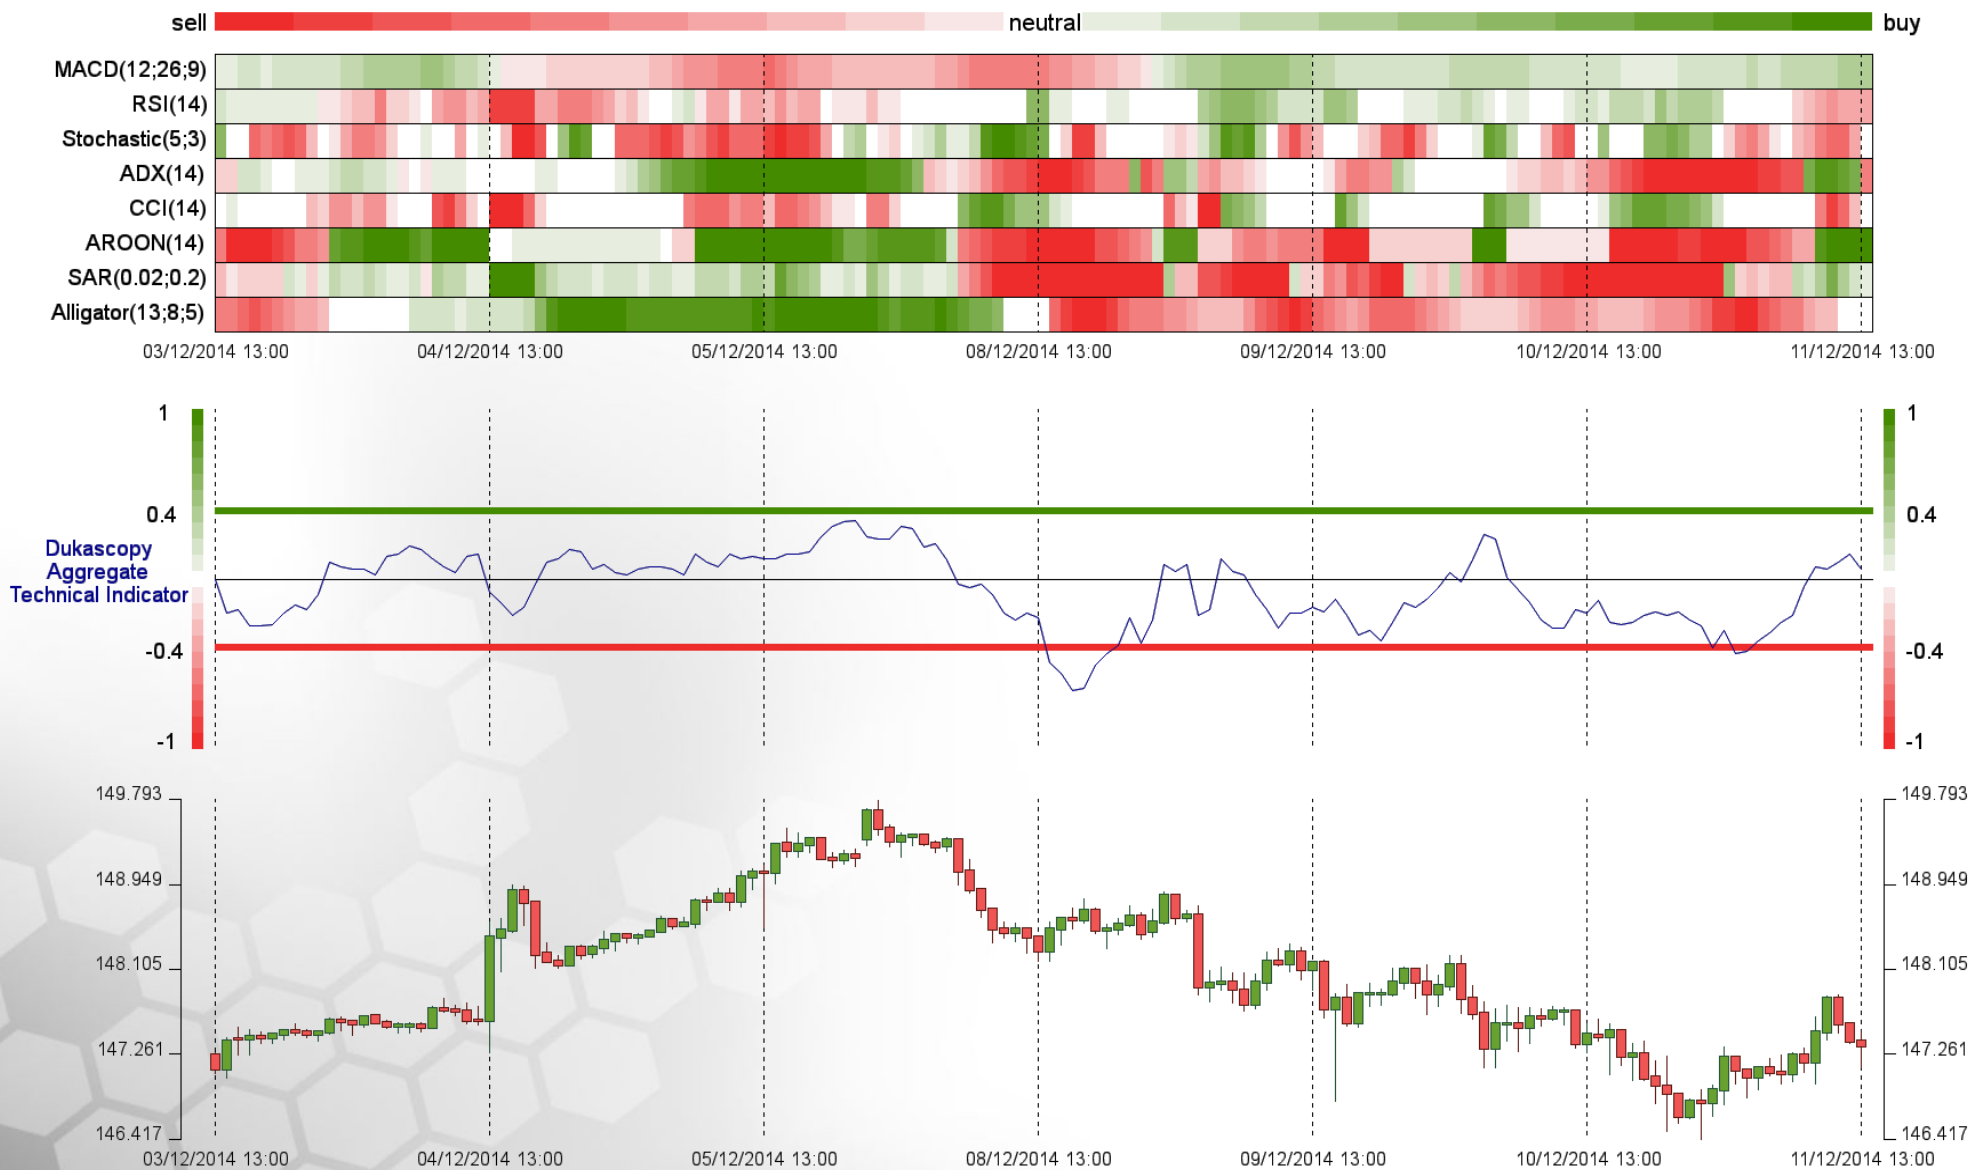 sell neutral buy
MACD(12;26;9)
RSI(14)
Stochastic(5;3)
ADX(14)
CCI(14)
AROON(14)
SAR(0.02;0.2)
Alligator(13;8;5)
03/12/2014 13:00 04/12/2014 13:00 05/12/2014 13:00 08/12/2014 13:00 09/12/2014 13:00 10/12/2014 13:00 11/12/2014 13:00
1 1
0.4 0.4
Dukascopy
Aggregate
Technical Indicator
-0.4 -0.4
-1 -1
149.793 149.793
148.949 148.949
148.105 148.105
147.261 147.261
146.417 146.417
03/12/2014 13:00 04/12/2014 13:00 05/12/2014 13:00 08/12/2014 13:00 09/12/2014 13:00 10/12/2014 13:00 11/12/2014 13:00